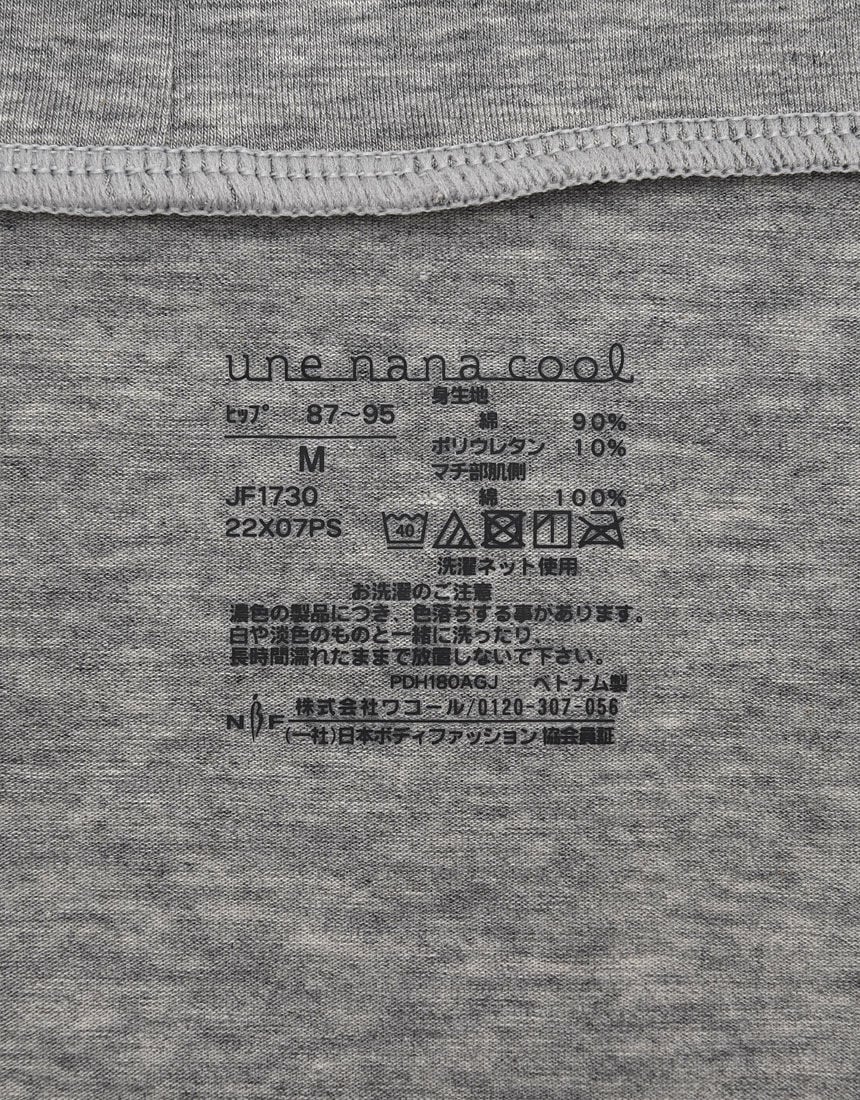 une nana cool
ヒップ 87〜95
M
JF1730
22X07PS
身生地
綿 90%
ポリウレタン 10%
マチ部肌側
綿 100%
40
洗濯ネット使用
お洗濯のご注意
濃色の製品につき、色落ちする事があります。
白や淡色のものと一緒に洗ったり、
長時間濡れたままで放置しないで下さい。
PDH180AGJ ベトナム製
NBF 株式会社ワコール/0120-307-056
(一社)日本ボディファッション協会員証